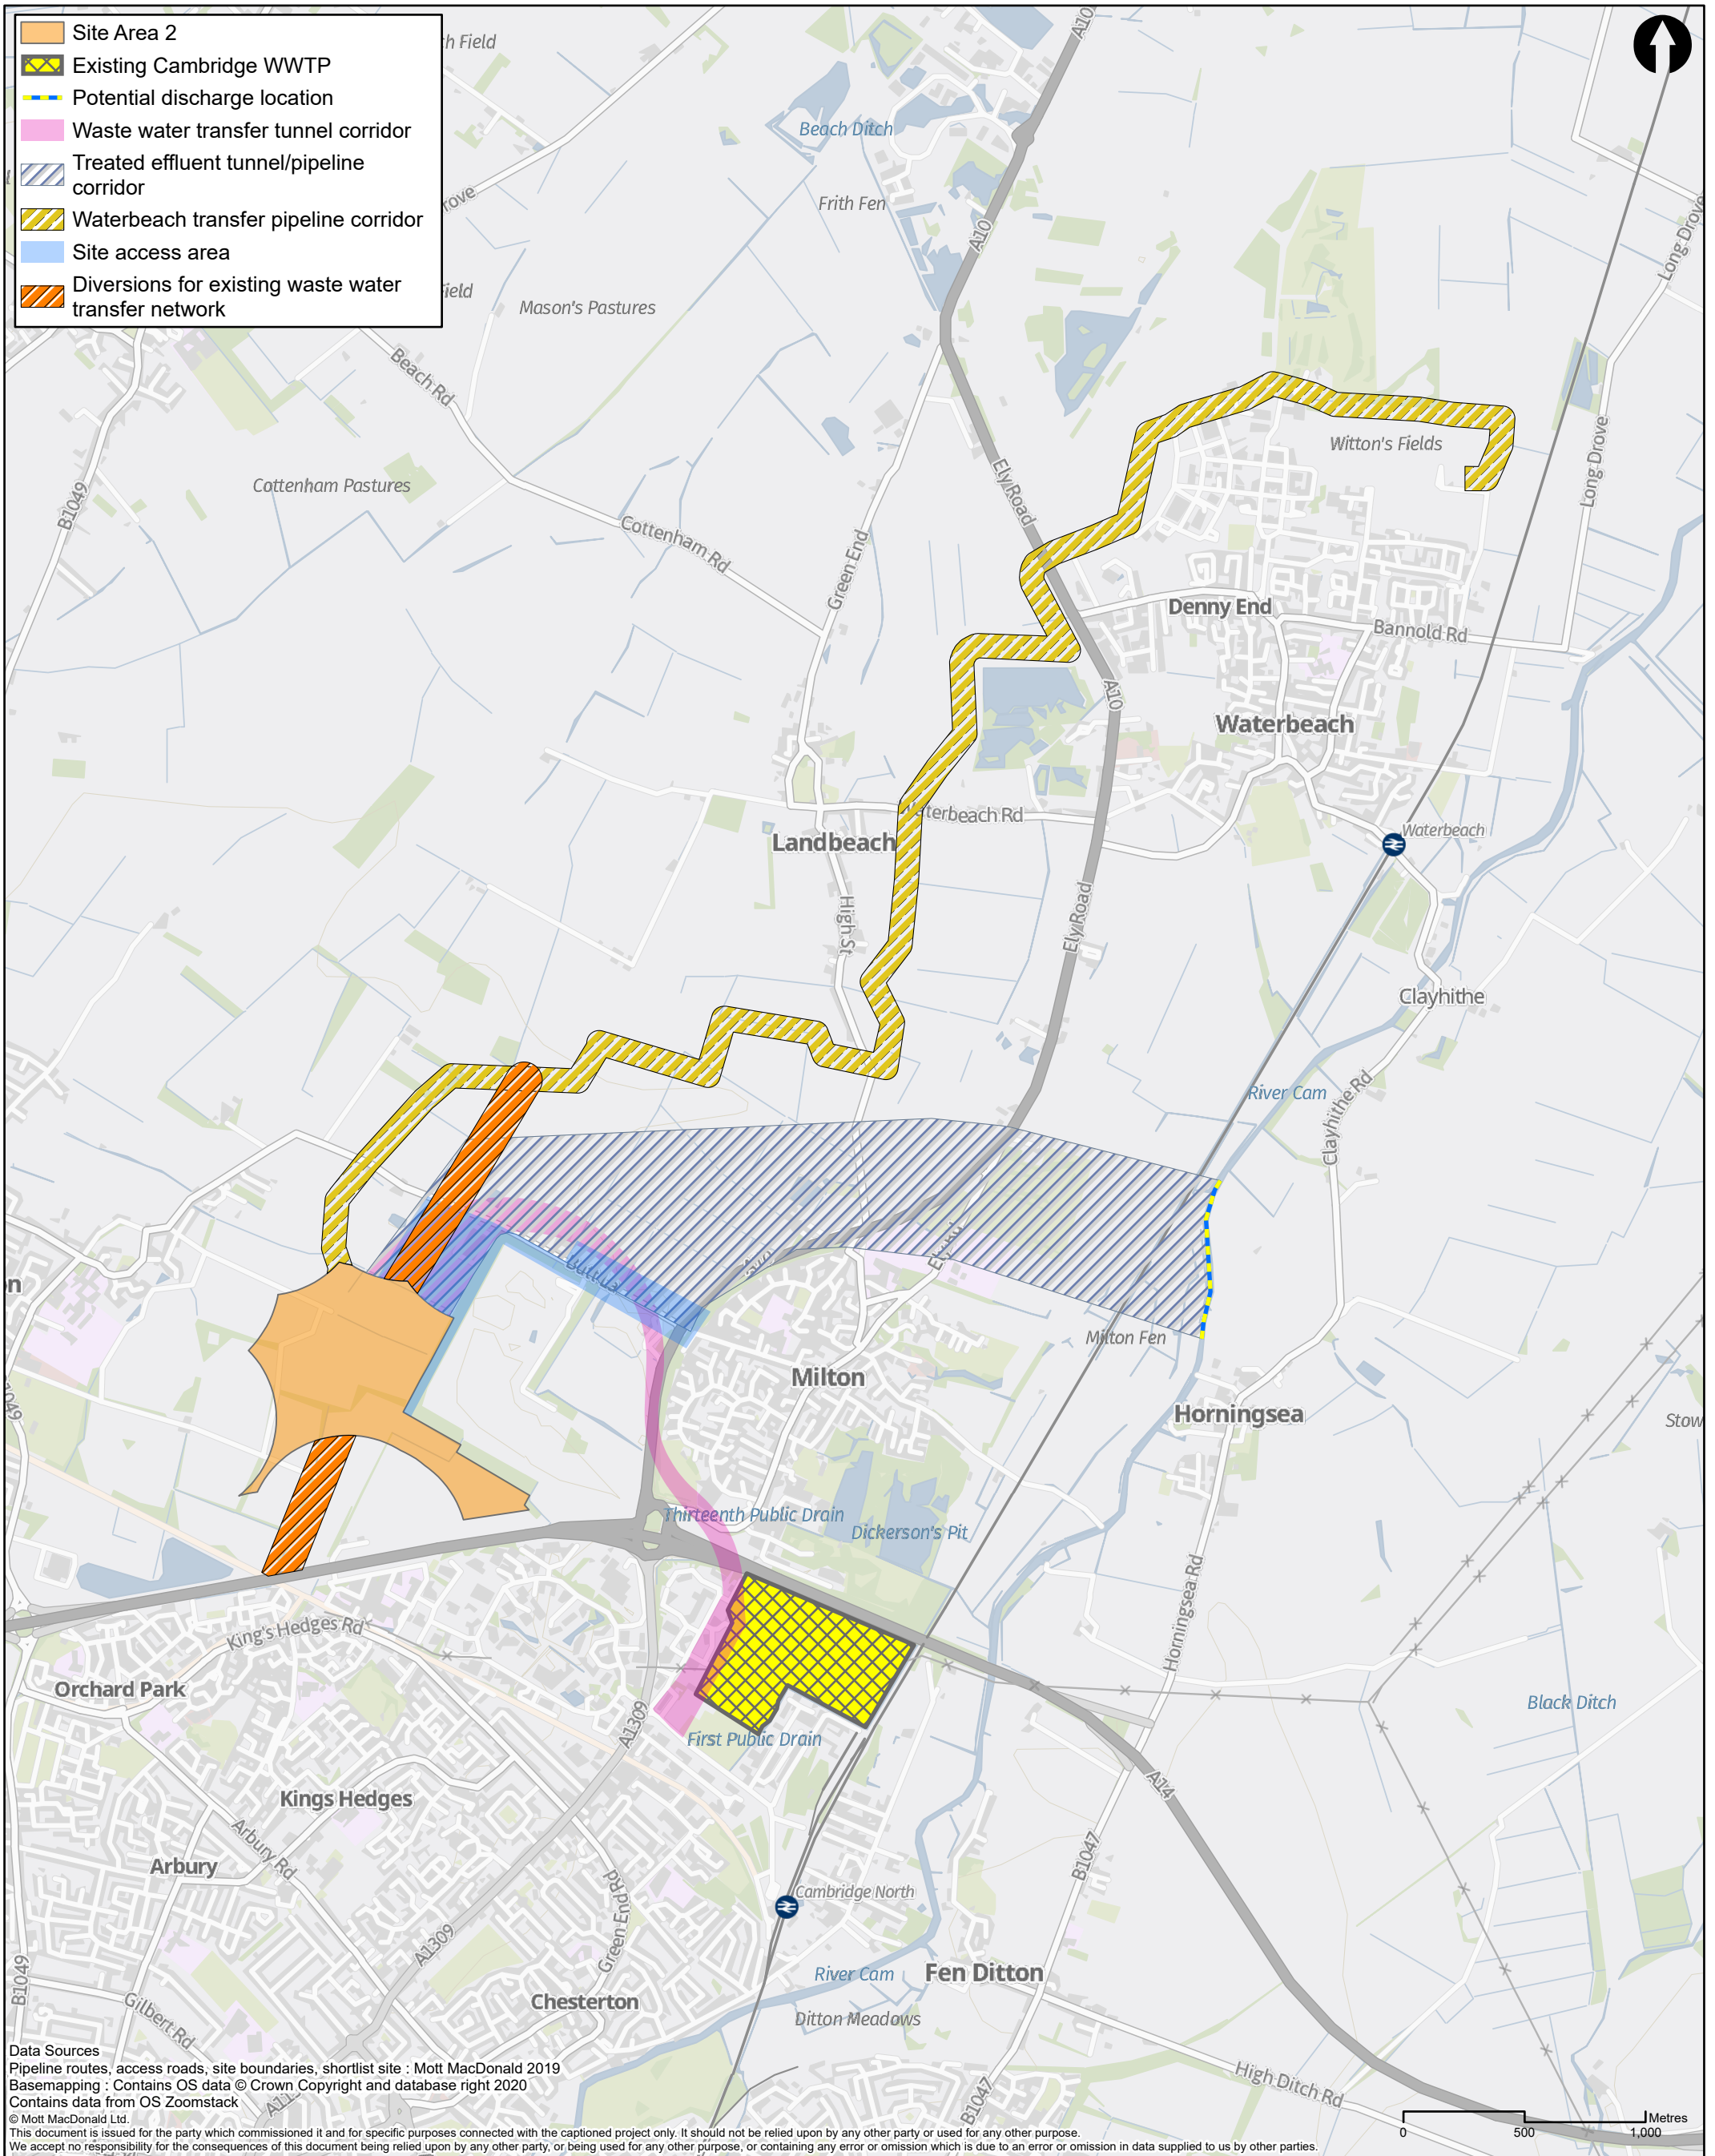 Site Area 2
Existing Cambridge WWTP
Potential discharge location
Waste water transfer tunnel corridor
Treated effluent tunnel/pipeline
corridor
Waterbeach transfer pipeline corridor
Site access area
Diversions for existing waste water
transfer network
A10
Beach Ditch
Frith Fen
A10
Long Drove
Mason's Pastures
Beach Rd
Witton's Fields
Long Drove
B1049
Cottenham Pastures
Ely Road
Cottenham Rd
Green End
Denny End
Bannold Rd
A10
Waterbeach
Waterbeach Rd
Landbeach
Waterbeach
High St
Ely Road
Clayhithe
River Cam
Clayhithe Rd
Milton Fen
Milton
Horningsea
Stow
Thirteenth Public Drain
Dickerson's Pit
King's Hedges Rd
Horningsea Rd
Orchard Park
Black Ditch
A1309
First Public Drain
Kings Hedges
A14
Arbury Rd
Arbury
B1047
Cambridge North
Green End Rd
A1309
B1049
River Cam
Fen Ditton
Chesterton
Gilbert Rd
Ditton Meadows
High Ditch Rd
B1047
Data Sources
Pipeline routes, access roads, site boundaries, shortlist site : Mott MacDonald 2019
Basemapping : Contains OS data © Crown Copyright and database right 2020
Contains data from OS Zoomstack
© Mott MacDonald Ltd.
This document is issued for the party which commissioned it and for specific purposes connected with the captioned project only. It should not be relied upon by any other party or used for any other purpose.
We accept no responsibility for the consequences of this document being relied upon by any other party, or being used for any other purpose, or containing any error or omission which is due to an error or omission in data supplied to us by other parties.
Metres
0 500 1,000